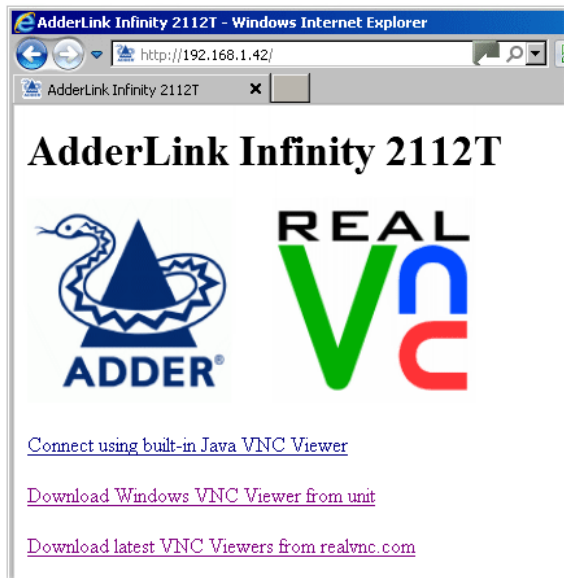 AdderLink Infinity 2112T - Windows Internet Explorer
http://192.168.1.42/
AdderLink Infinity 2112T
AdderLink Infinity 2112T
REAL
Vnc
ADDER®
Connect using built-in Java VNC Viewer
Download Windows VNC Viewer from unit
Download latest VNC Viewers from realvnc.com